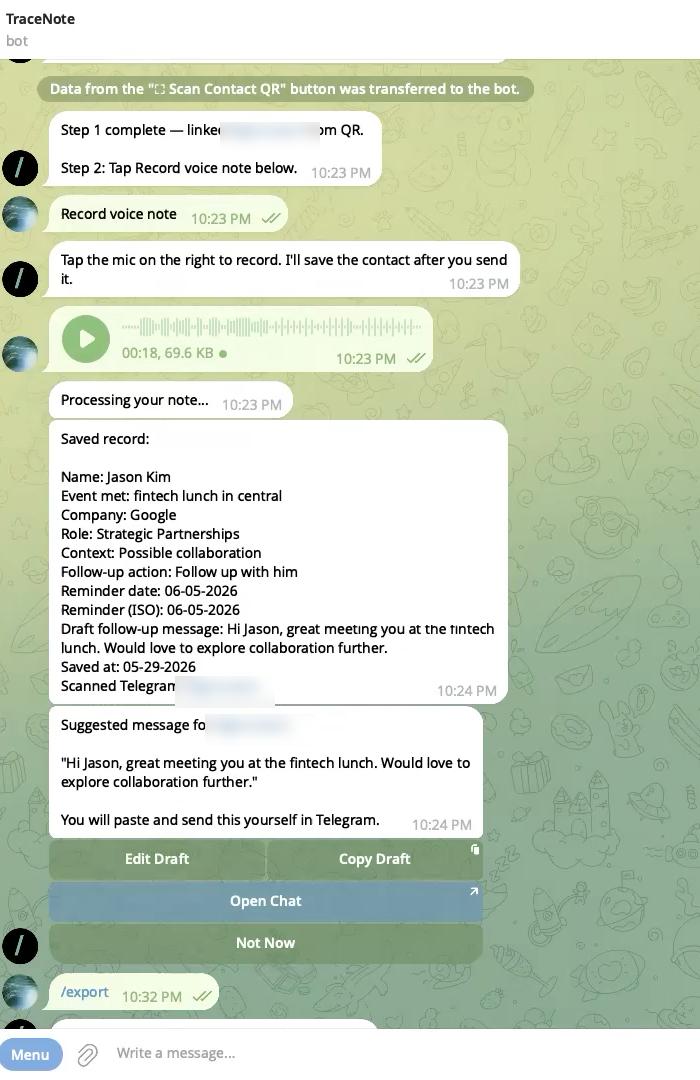 TraceNote
bot
Data from the "⛶ Scan Contact QR" button was transferred to the bot.
Step 1 complete — linked om QR.
Step 2: Tap Record voice note below. 10:23 PM
Record voice note 10:23 PM
Tap the mic on the right to record. I'll save the contact after you send
it. 10:23 PM
00:18, 69.6 KB 10:23 PM
Processing your note... 10:23 PM
Saved record:
Name: Jason Kim
Event met: fintech lunch in central
Company: Google
Role: Strategic Partnerships
Context: Possible collaboration
Follow-up action: Follow up with him
Reminder date: 06-05-2026
Reminder (ISO): 06-05-2026
Draft follow-up message: Hi Jason, great meeting you at the fintech
lunch. Would love to explore collaboration further.
Saved at: 05-29-2026
Scanned Telegram
10:24 PM
Suggested message fo
"Hi Jason, great meeting you at the fintech lunch. Would love to
explore collaboration further."
You will paste and send this yourself in Telegram. 10:24 PM
Edit Draft
Copy Draft
Open Chat
Not Now
/export 10:32 PM
Menu
Write a message...